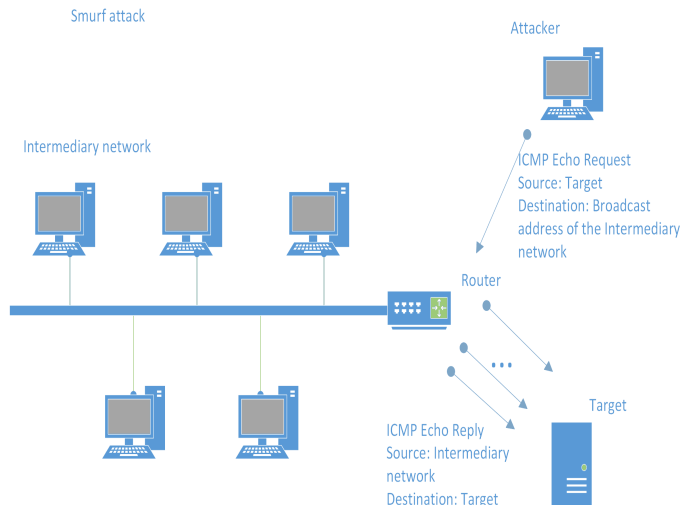 Smurf attack
Attacker
Intermediary network
ICMP Echo Request
Source: Target
Destination: Broadcast
address of the Intermediary
network
Router
...
Target
ICMP Echo Reply
Source: Intermediary
network
Destination: Target